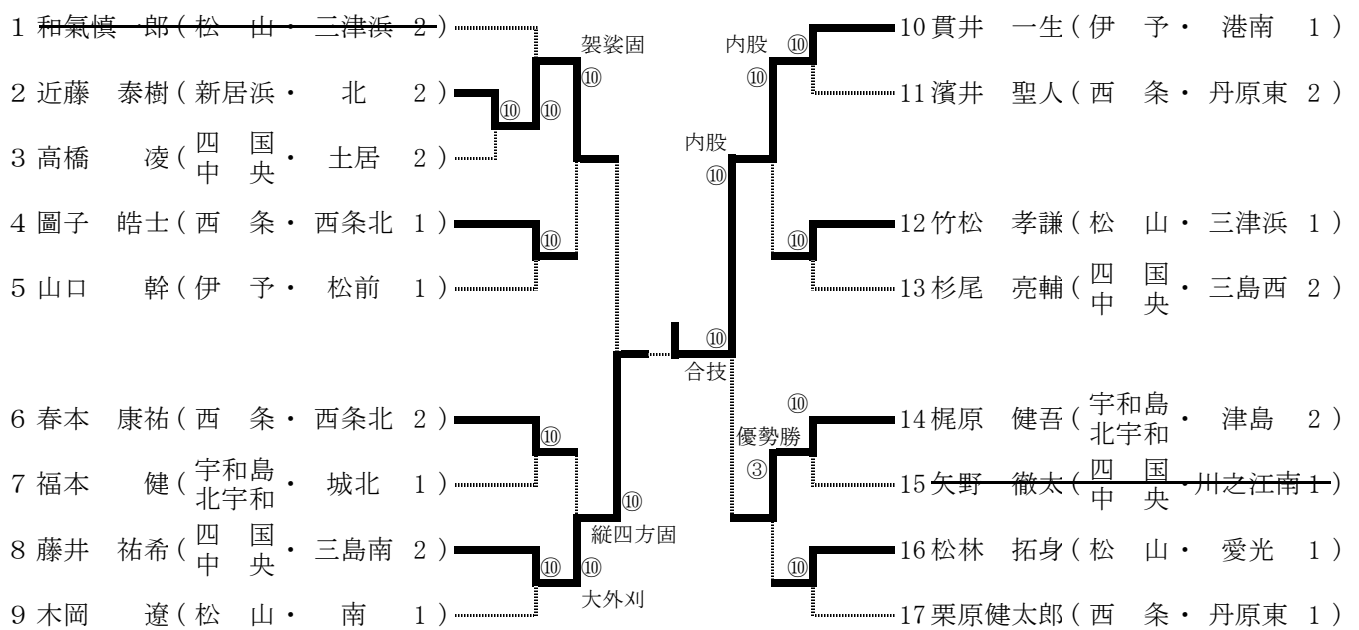 1 和氣慎一郎(松 山・三津浜 2)
2 近藤 泰樹(新居浜・ 北 2)
3 高橋 凌(四国中央・ 土居 2)
4 圖子 皓士(西 条・西条北 1)
5 山口 幹(伊 予・ 松前 1)
6 春本 康祐(西 条・西条北 2)
7 福本 健(宇和島北宇和・ 城北 1)
8 藤井 祐希(四国中央・三島南 2)
9 木岡 遼(松 山・ 南 1)
袈裟固
⑩
⑩ ⑩
⑩
⑩
⑩
縦四方固
⑩ ⑩
大外刈
内股 ⑩
⑩
内股
⑩
⑩
⑩
合技
⑩
優勢勝
③
⑩
10 貫井 一生(伊 予・ 港南 1)
11 濱井 聖人(西 条・丹原東 2)
12 竹松 孝謙(松 山・三津浜 1)
13 杉尾 亮輔(四国中央・三島西 2)
14 梶原 健吾(宇和島北宇和・ 津島 2)
15 矢野 徹太(四国中央・川之江南 1)
16 松林 拓身(松 山・ 愛光 1)
17 栗原健太郎(西 条・丹原東 1)